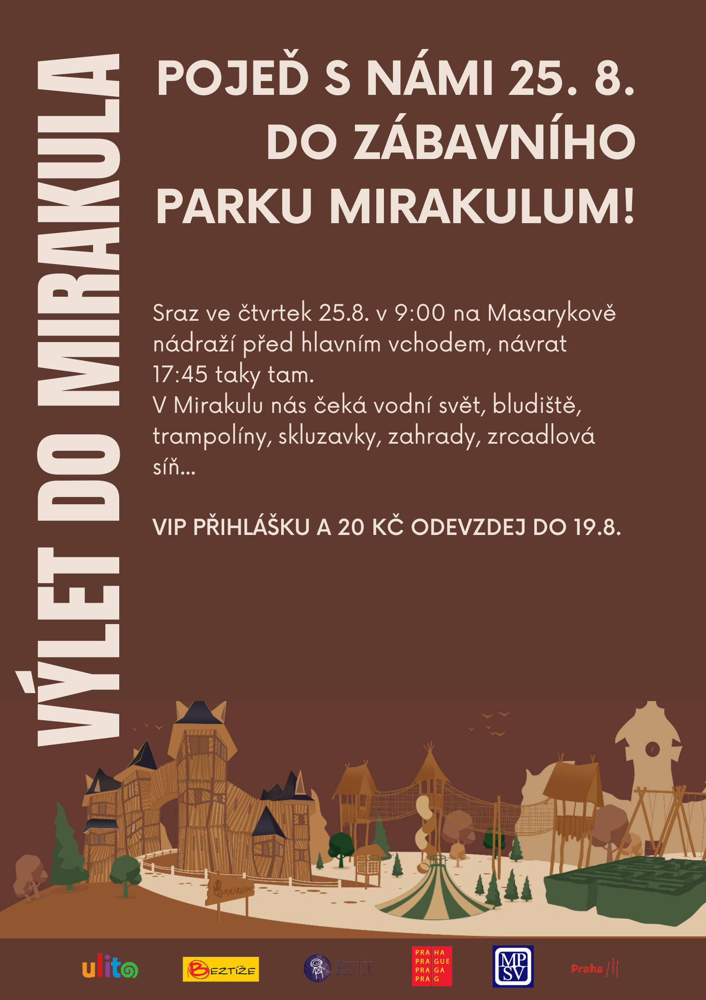 VÝLET DO MIRAKULA
POJEĎ S NÁMI 25. 8.
DO ZÁBAVNÍHO
PARKU MIRAKULUM!
Sraz ve čtvrtek 25.8. v 9:00 na Masarykově
nádraží před hlavním vchodem, návrat
17:45 taky tam.
V Mirakulu nás čeká vodní svět, bludiště,
trampolíny, skluzavky, zahrady, zrcadlová
síň...
VIP PŘIHLÁŠKU A 20 KČ ODEVZDEJ DO 19.8.
MIRAKULUM
ulito
BEZTÍŽE
BEZTÍŽE
PRA HA
PRA GUE
PRA GA
PRA G
MP
SV
Praha